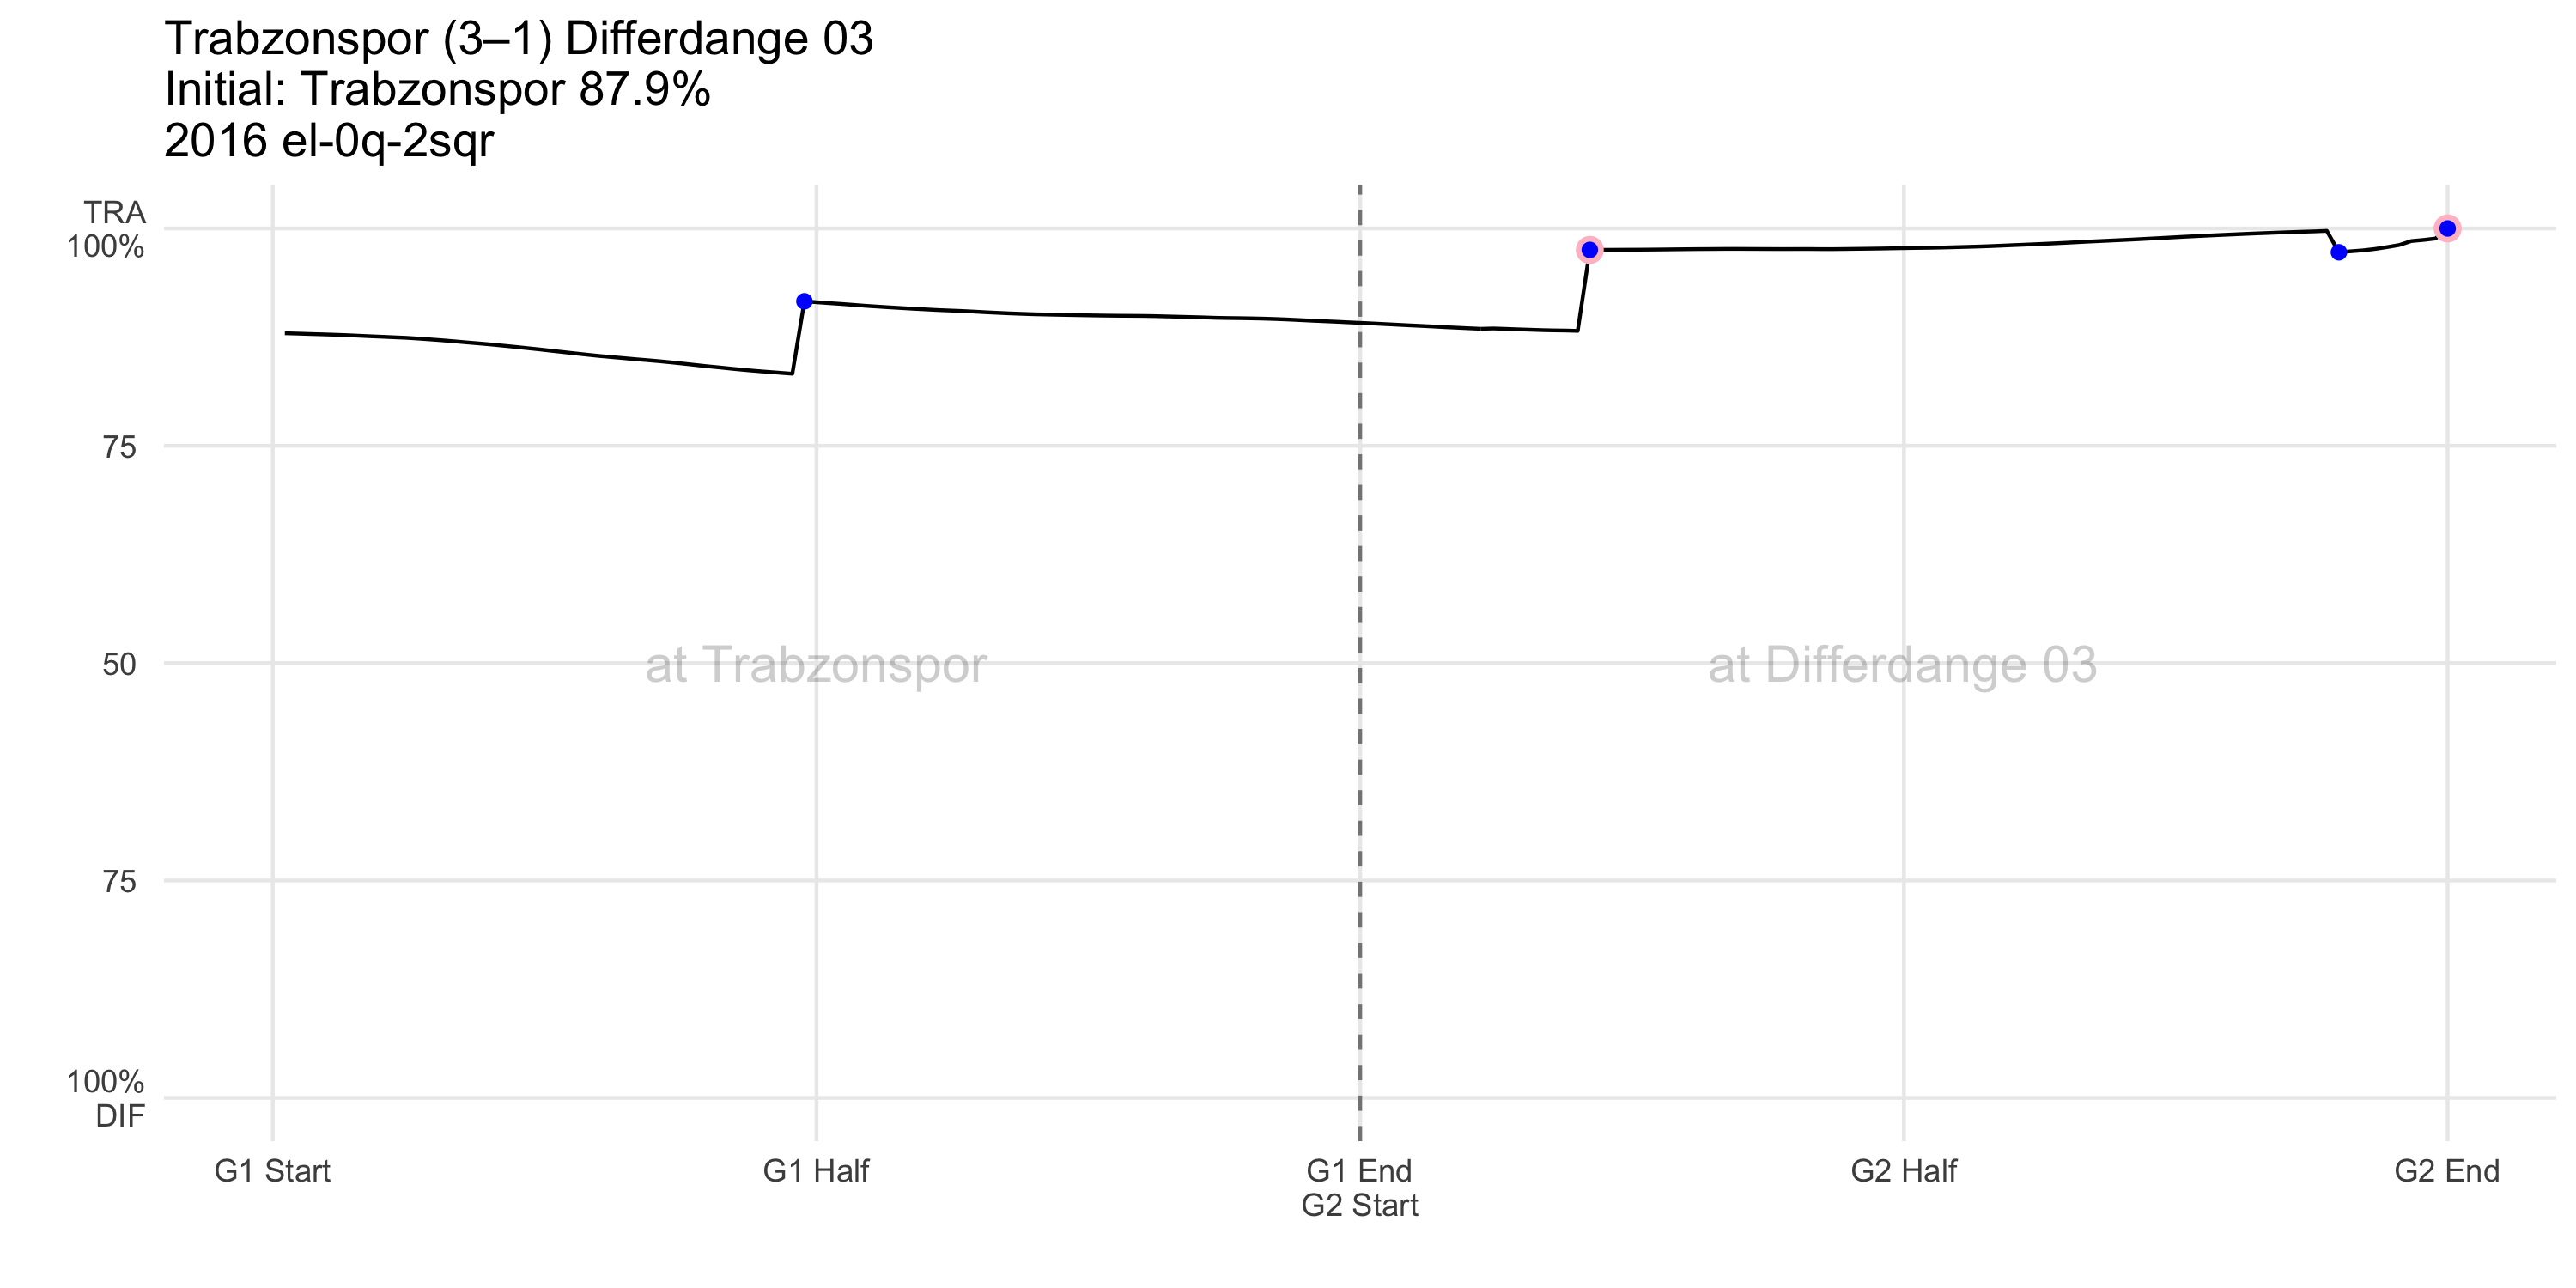 Trabzonspor (3–1) Differdange 03
Initial: Trabzonspor 87.9%
2016 el-0q-2sqr
TRA
100%
75
50
75
100%
DIF
at Trabzonspor
at Differdange 03
G1 Start
G1 Half
G1 End
G2 Start
G2 Half
G2 End